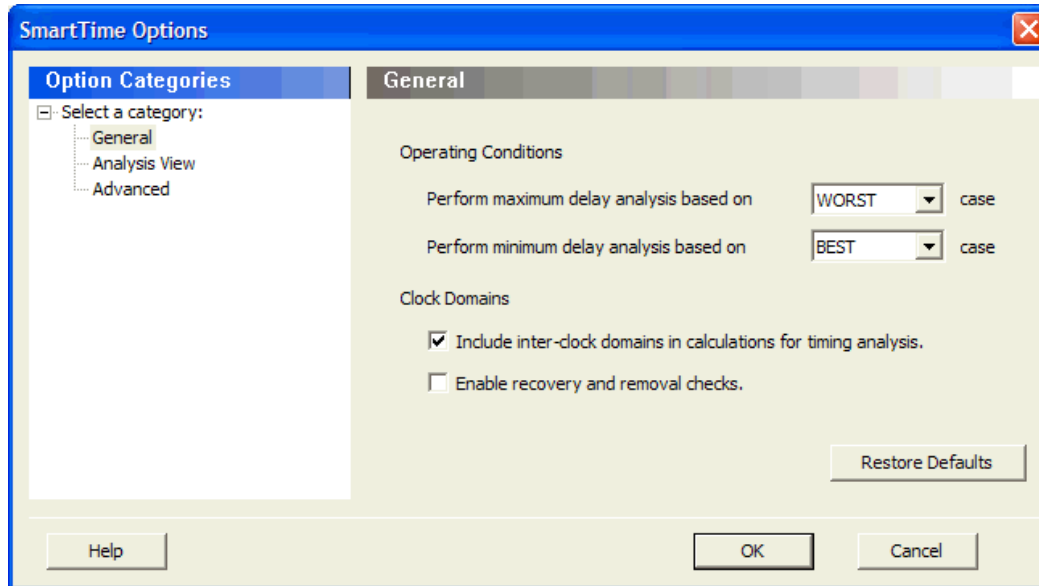 SmartTime Options
Option Categories
Select a category:
General
Analysis View
Advanced
General
Operating Conditions
Perform maximum delay analysis based on WORST case
Perform minimum delay analysis based on BEST case
Clock Domains
Include inter-clock domains in calculations for timing analysis.
Enable recovery and removal checks.
Restore Defaults
Help OK Cancel